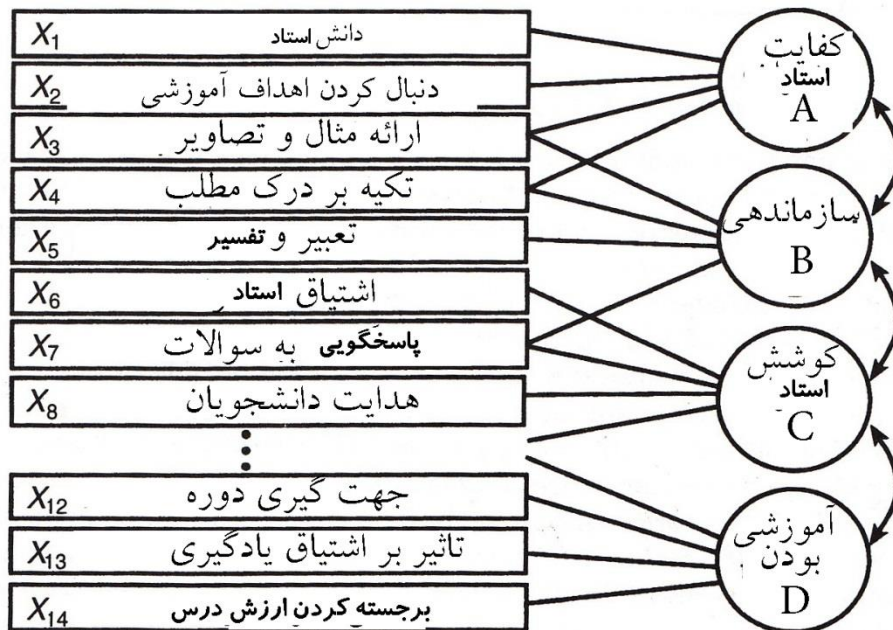 X1 دانش استاد
X2 دنبال کردن اهداف آموزشی
X3 ارائه مثال و تصاویر
X4 تکیه بر درک مطلب
X5 تعبیر و تفسیر
X6 اشتیاق استاد
X7 پاسخگویی به سوالات
X8 هدایت دانشجویان
X12 جهت گیری دوره
X13 تاثیر بر اشتیاق یادگیری
X14 برجسته کردن ارزش درس
کفایت
استاد
A
سازماندهی
B
کوشش
استاد
C
آموزشی
بودن
D